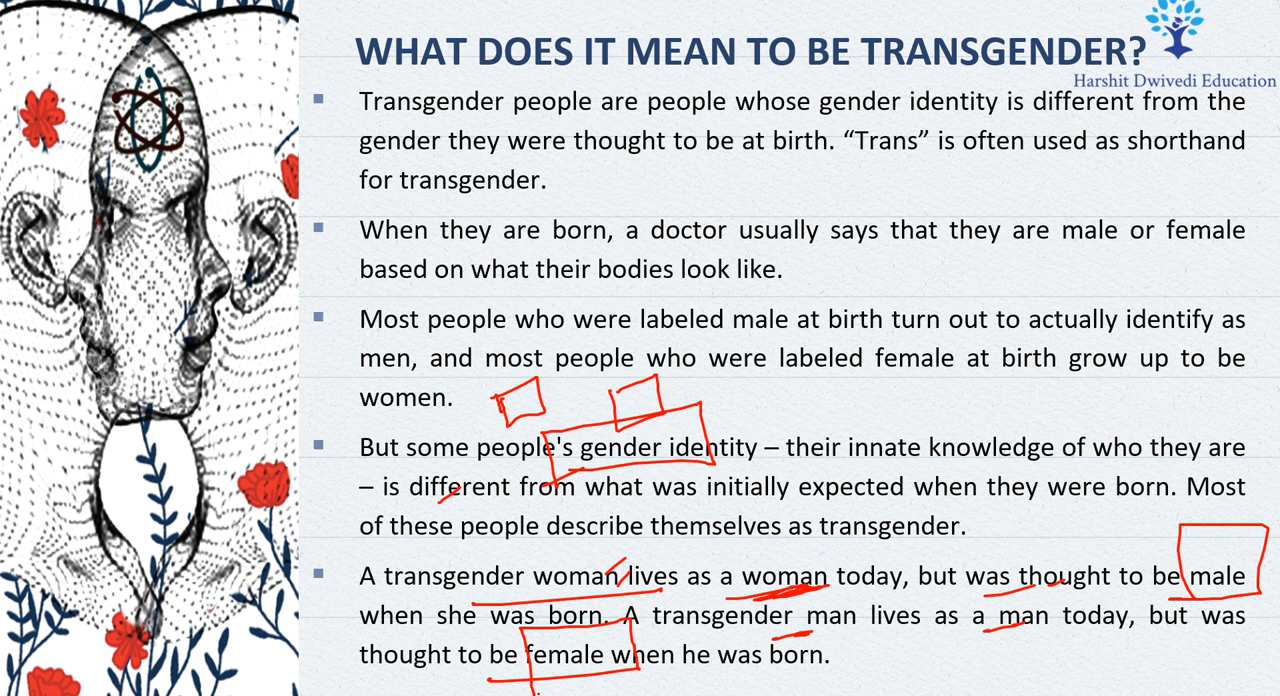 WHAT DOES IT MEAN TO BE TRANSGENDER?
Harshit Dwivedi Education
▪ Transgender people are people whose gender identity is different from the
gender they were thought to be at birth. “Trans” is often used as shorthand
for transgender.
▪ When they are born, a doctor usually says that they are male or female
based on what their bodies look like.
▪ Most people who were labeled male at birth turn out to actually identify as
men, and most people who were labeled female at birth grow up to be
women.
▪ But some people's gender identity – their innate knowledge of who they are
– is different from what was initially expected when they were born. Most
of these people describe themselves as transgender.
▪ A transgender woman lives as a woman today, but was thought to be male
when she was born. A transgender man lives as a man today, but was
thought to be female when he was born.